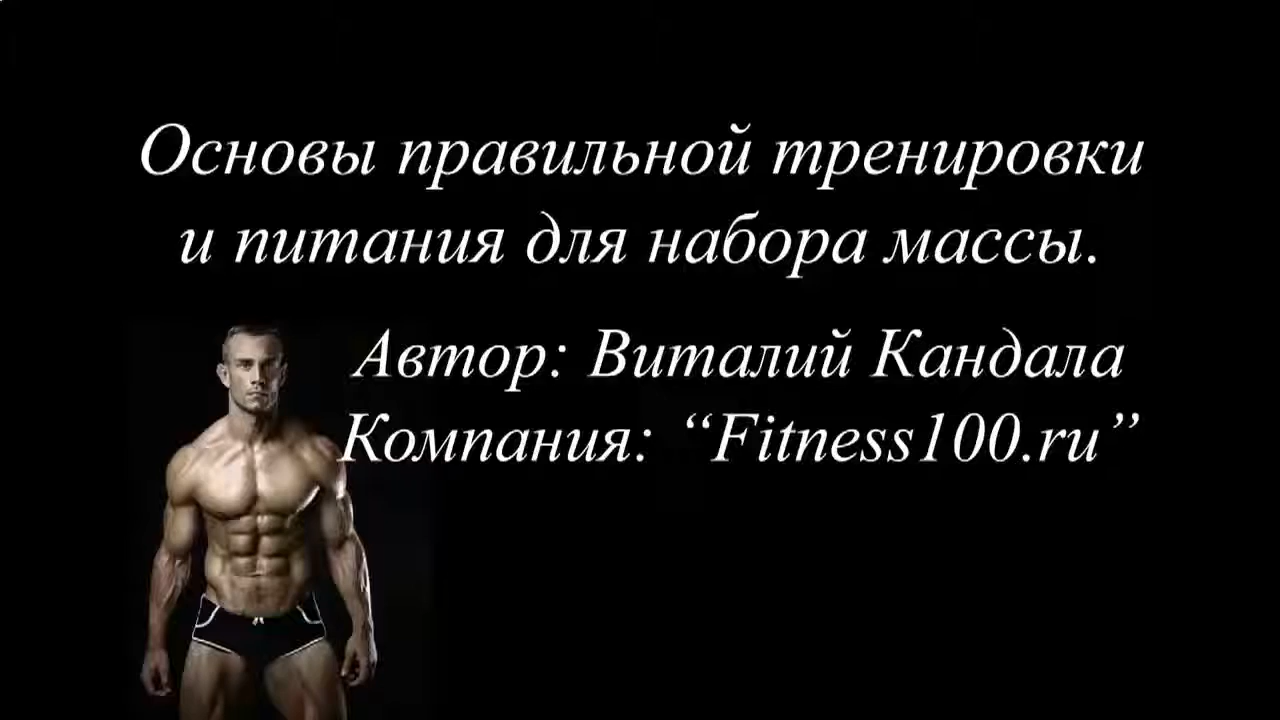 Основы правильной тренировки
и питания для набора массы.
Автор: Виталий Кандала
Компания: “Fitness100.ru”